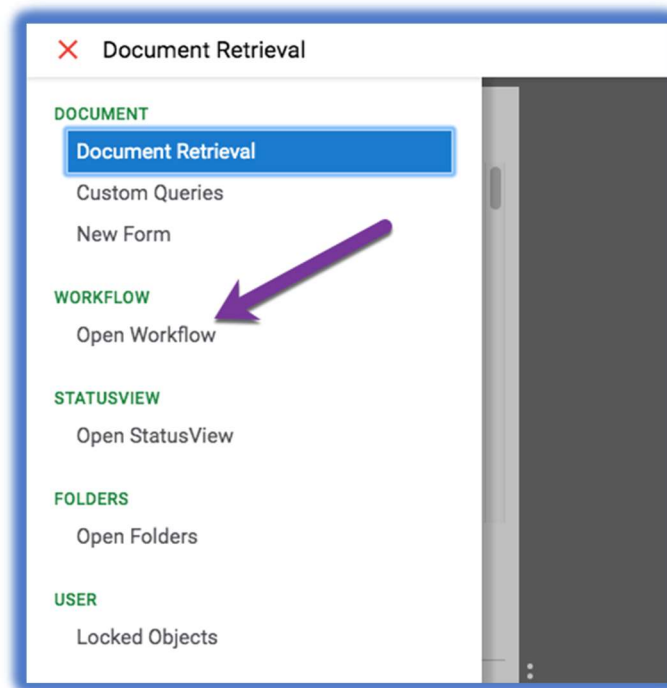 Document Retrieval
DOCUMENT
Document Retrieval
Custom Queries
New Form
WORKFLOW
Open Workflow
STATUSVIEW
Open StatusView
FOLDERS
Open Folders
USER
Locked Objects